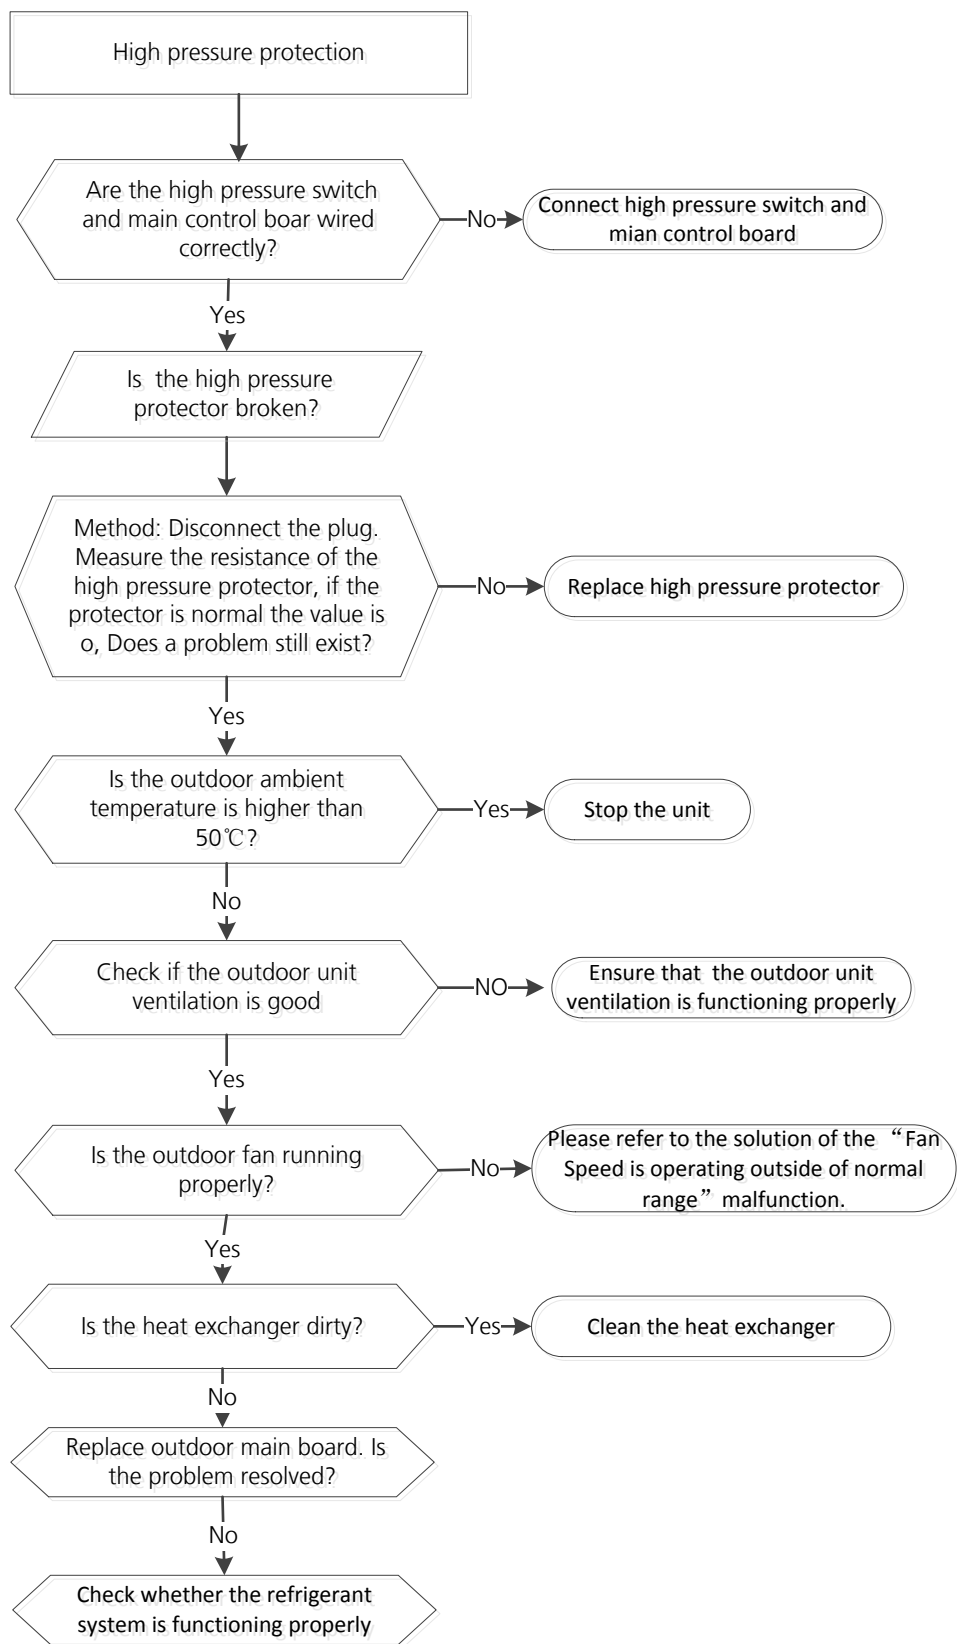 High pressure protection
Are the high pressure switch
and main control boar wired
correctly?
No
Connect high pressure switch and
mian control board
Yes
Is the high pressure
protector broken?
Method: Disconnect the plug.
Measure the resistance of the
high pressure protector, if the
protector is normal the value is
o, Does a problem still exist?
No
Replace high pressure protector
Yes
Is the outdoor ambient
temperature is higher than
50℃?
Yes
Stop the unit
No
Check if the outdoor unit
ventilation is good
NO
Ensure that the outdoor unit
ventilation is functioning properly
Yes
Is the outdoor fan running
properly?
No
Please refer to the solution of the “Fan
Speed is operating outside of normal
range” malfunction.
Yes
Is the heat exchanger dirty?
Yes
Clean the heat exchanger
No
Replace outdoor main board. Is
the problem resolved?
No
Check whether the refrigerant
system is functioning properly